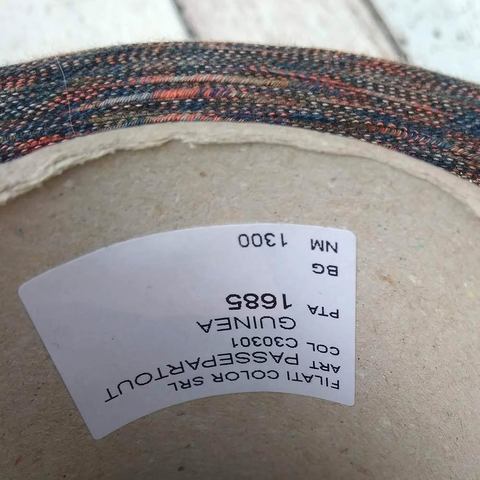 FILATI COLOR SRL
ART PASSEPARTOUT
COL C30301
GUINEA
PTA 1685
BG
NM 1300